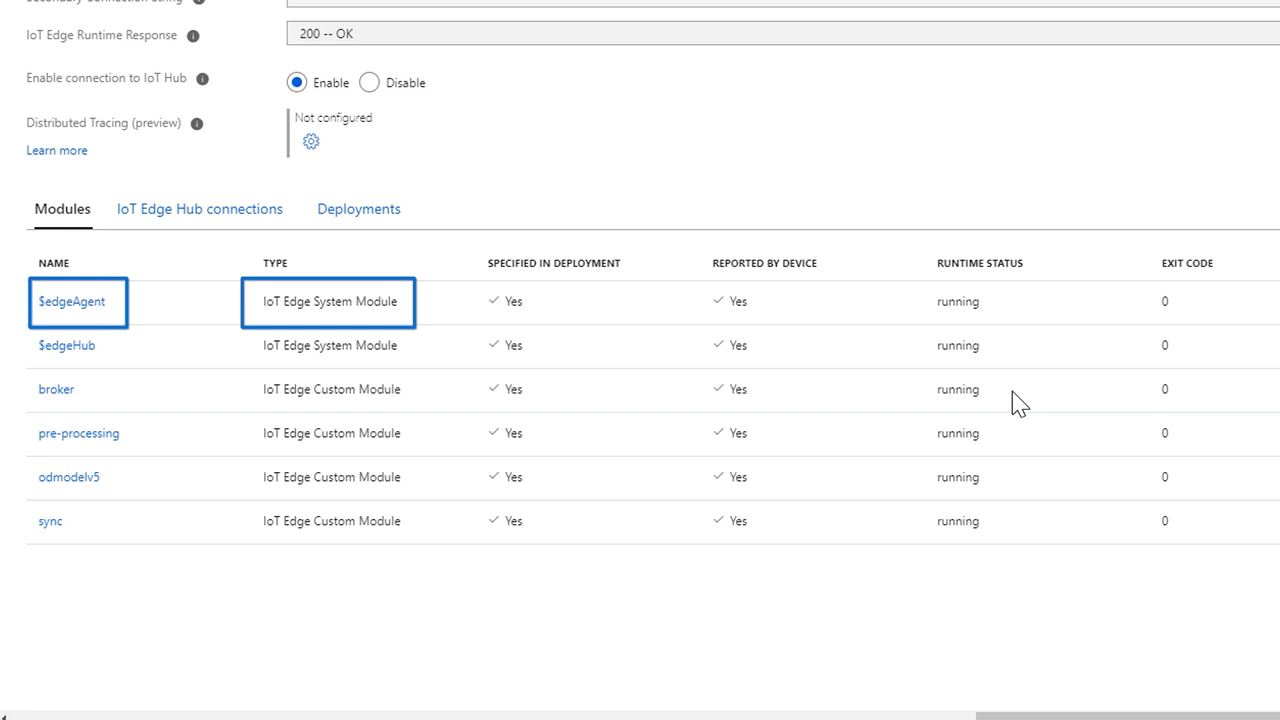 Secondary Connection String
IoT Edge Runtime Response 200 -- OK
Enable connection to IoT Hub Enable Disable
Distributed Tracing (preview) Not configured
Learn more
Modules IoT Edge Hub connections Deployments
NAME TYPE SPECIFIED IN DEPLOYMENT REPORTED BY DEVICE RUNTIME STATUS EXIT CODE
$edgeAgent IoT Edge System Module Yes Yes running 0
$edgeHub IoT Edge System Module Yes Yes running 0
broker IoT Edge Custom Module Yes Yes running 0
pre-processing IoT Edge Custom Module Yes Yes running 0
odmodelv5 IoT Edge Custom Module Yes Yes running 0
sync IoT Edge Custom Module Yes Yes running 0